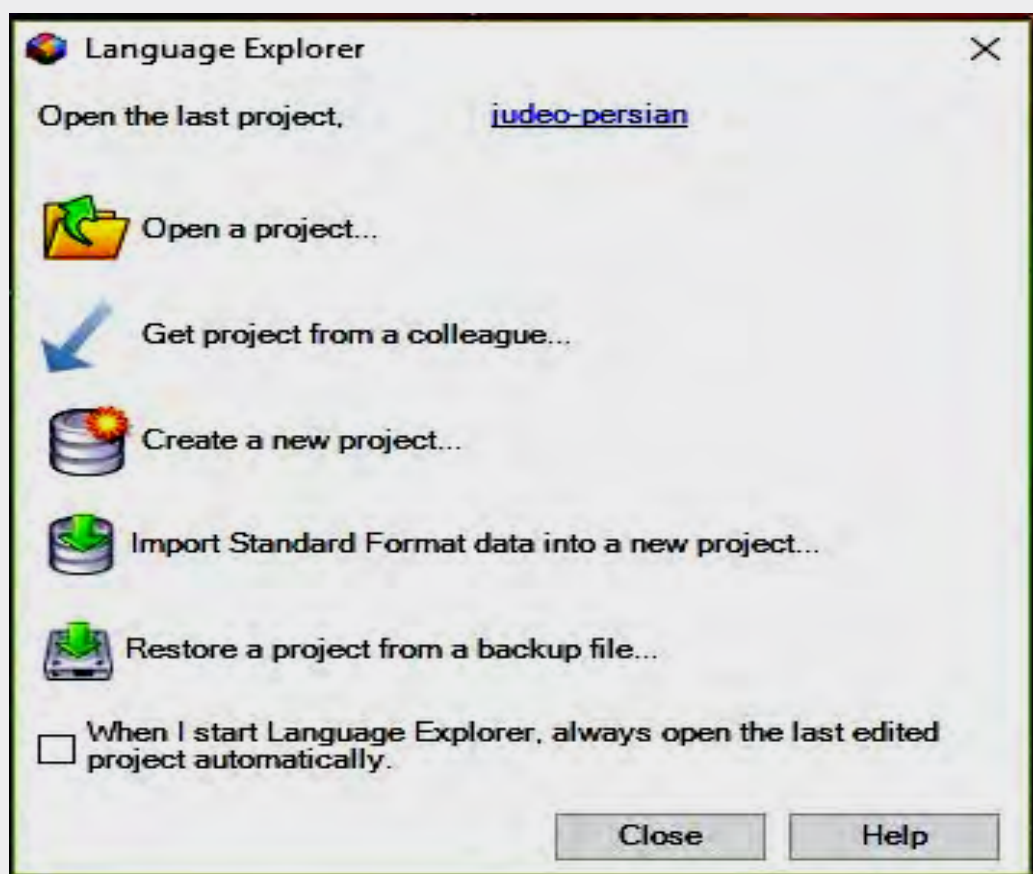 Language Explorer
Open the last project, judeo-persian
Open a project...
Get project from a colleague...
Create a new project...
Import Standard Format data into a new project...
Restore a project from a backup file...
When I start Language Explorer, always open the last edited
project automatically.
Close Help